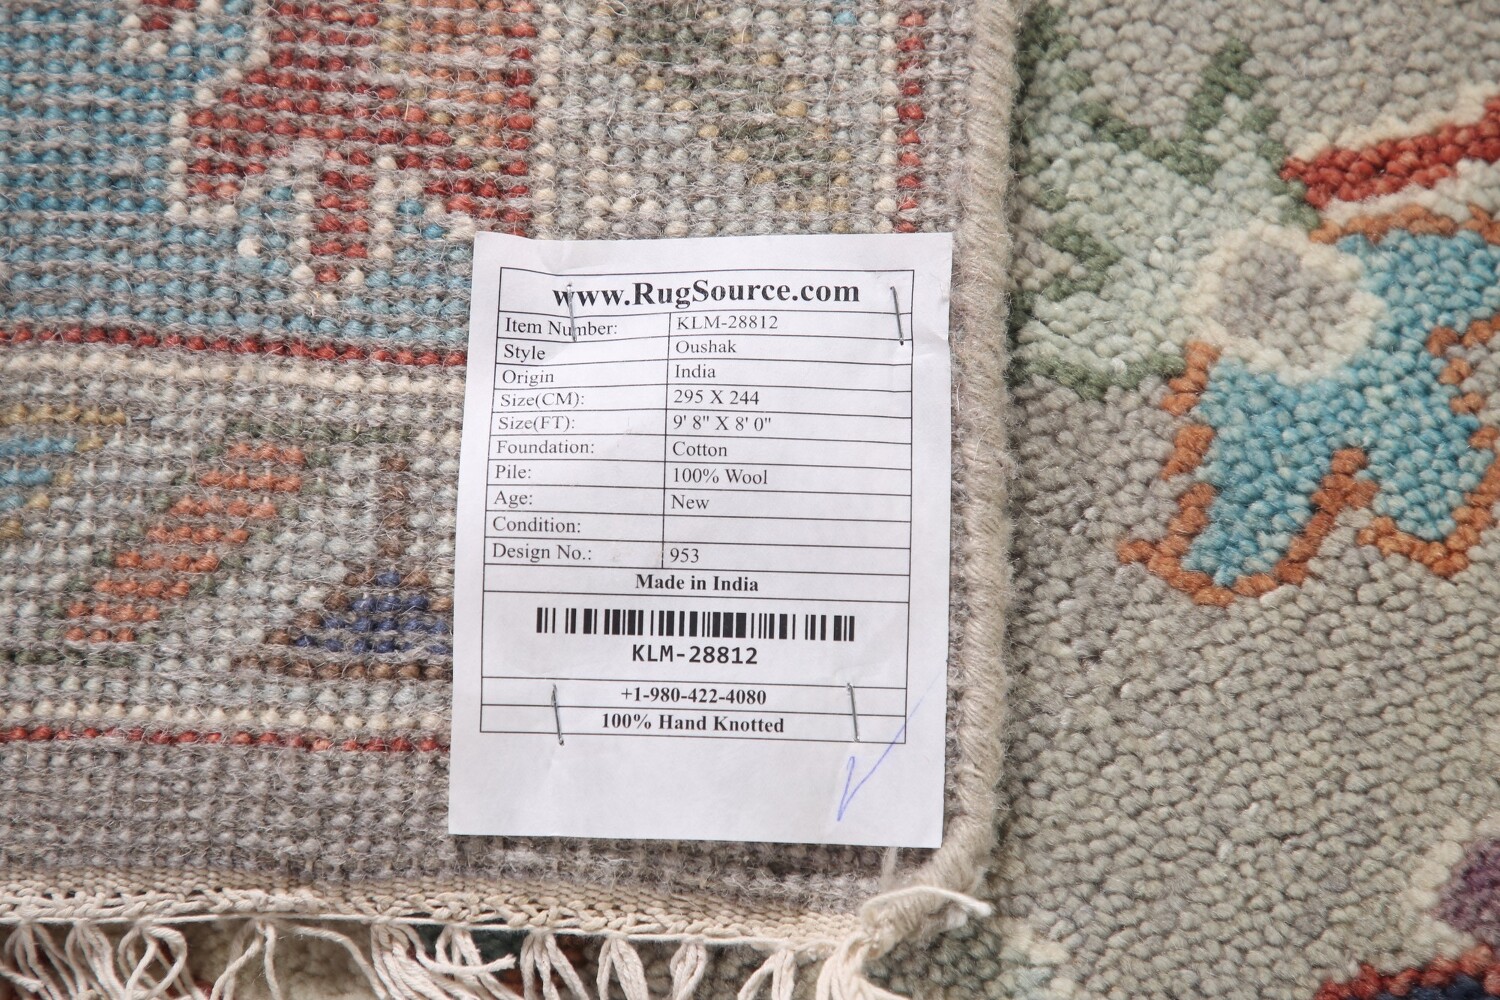 www.RugSource.com
Item Number: KLM-28812
Style Oushak
Origin India
Size(CM): 295 X 244
Size(FT): 9' 8" X 8' 0"
Foundation: Cotton
Pile: 100% Wool
Age: New
Condition:
Design No.: 953
Made in India
KLM-28812
+1-980-422-4080
100% Hand Knotted